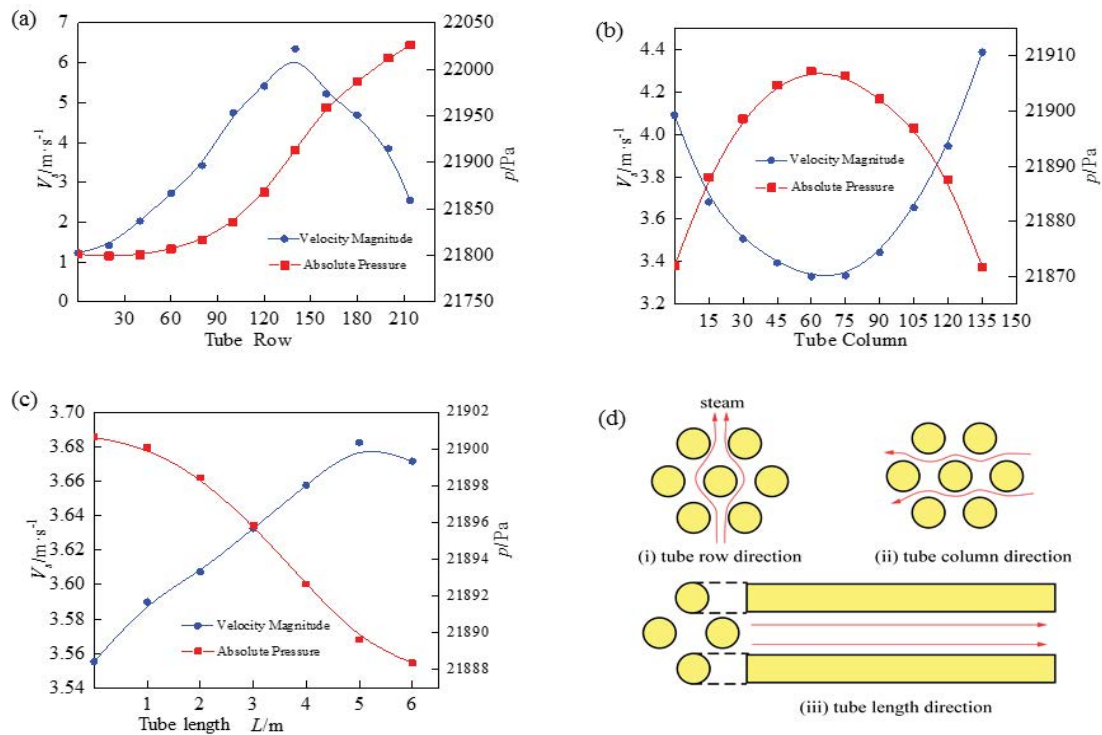 (a)
7
6
5
4
3
2
1
0
V_s/m·s⁻¹
22050
22000
21950
21900
21850
21800
21750
p/Pa
Velocity Magnitude
Absolute Pressure
30 60 90 120 150 180 210
Tube Row
(b)
4.4
4.2
4.0
3.8
3.6
3.4
3.2
V_s/m·s⁻¹
21910
21900
21890
21880
21870
p/Pa
Velocity Magnitude
Absolute Pressure
15 30 45 60 75 90 105 120 135 150
Tube Column
(c)
3.70
3.68
3.66
3.64
3.62
3.60
3.58
3.56
3.54
V_s/m·s⁻¹
21902
21900
21898
21896
21894
21892
21890
21888
p/Pa
Velocity Magnitude
Absolute Pressure
1 2 3 4 5 6
Tube length L/m
(d)
steam
(i) tube row direction
(ii) tube column direction
(iii) tube length direction